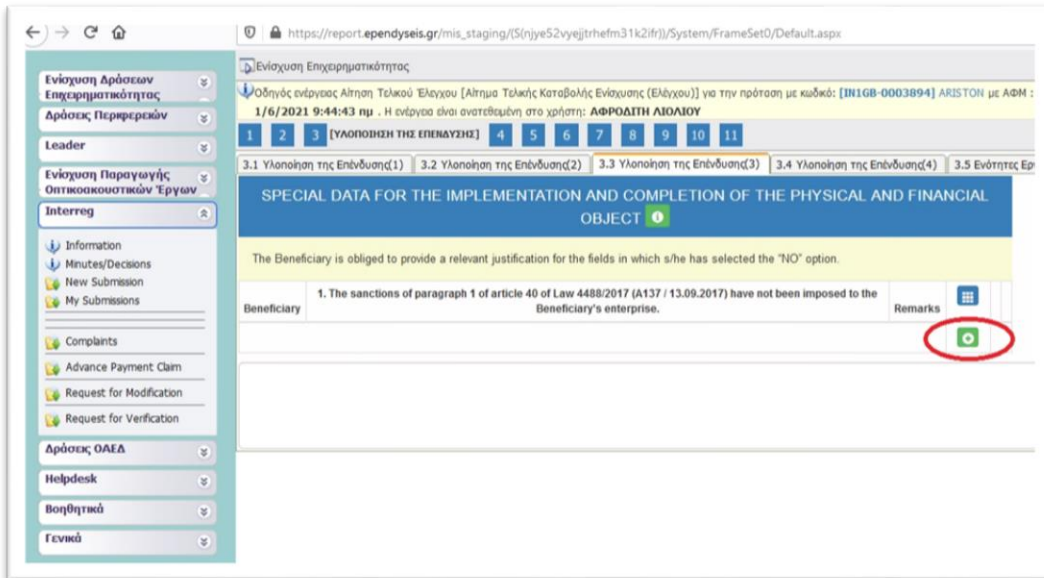 https://report.ependyseis.gr/mis_staging/(S(njye52vyejjtrhefm31k2ifr))/System/FrameSet0/Default.aspx
Ενίσχυση Δράσεων
Επιχειρηματικότητας
Δράσεις Περιφερειών
Leader
Ενίσχυση Παραγωγής
Οπτικοακουστικών Έργων
Interreg
Information
Minutes/Decisions
New Submission
My Submissions
Complaints
Advance Payment Claim
Request for Modification
Request for Verification
Δράσεις ΟΑΕΔ
Helpdesk
Βοηθητικά
Γενικά
Ενίσχυση Επιχειρηματικότητας
Οδηγός ενέργειας Αίτηση Τελικού Έλεγχου [Αίτημα Τελικής Καταβολής Ενίσχυσης (Ελέγχου)] για την πρόταση με κωδικό: [IN1GB-0003894] ARISTON με ΑΦΜ :
1/6/2021 9:44:43 πμ . Η ενέργεια είναι ανατεθειμένη στο χρήστη: ΑΦΡΟΔΙΤΗ ΛΙΟΛΙΟΥ
1 2 3 [ΥΛΟΠΟΙΗΣΗ ΤΗΣ ΕΠΕΝΔΥΣΗΣ] 4 5 6 7 8 9 10 11
3.1 Υλοποίηση της Επένδυσης(1) 3.2 Υλοποίηση της Επένδυσης(2) 3.3 Υλοποίηση της Επένδυσης(3) 3.4 Υλοποίηση της Επένδυσης(4) 3.5 Ενότητες Ερ
SPECIAL DATA FOR THE IMPLEMENTATION AND COMPLETION OF THE PHYSICAL AND FINANCIAL
OBJECT
The Beneficiary is obliged to provide a relevant justification for the fields in which s/he has selected the "NO" option.
Beneficiary
1. The sanctions of paragraph 1 of article 40 of Law 4488/2017 (A137 / 13.09.2017) have not been imposed to the
Beneficiary's enterprise.
Remarks